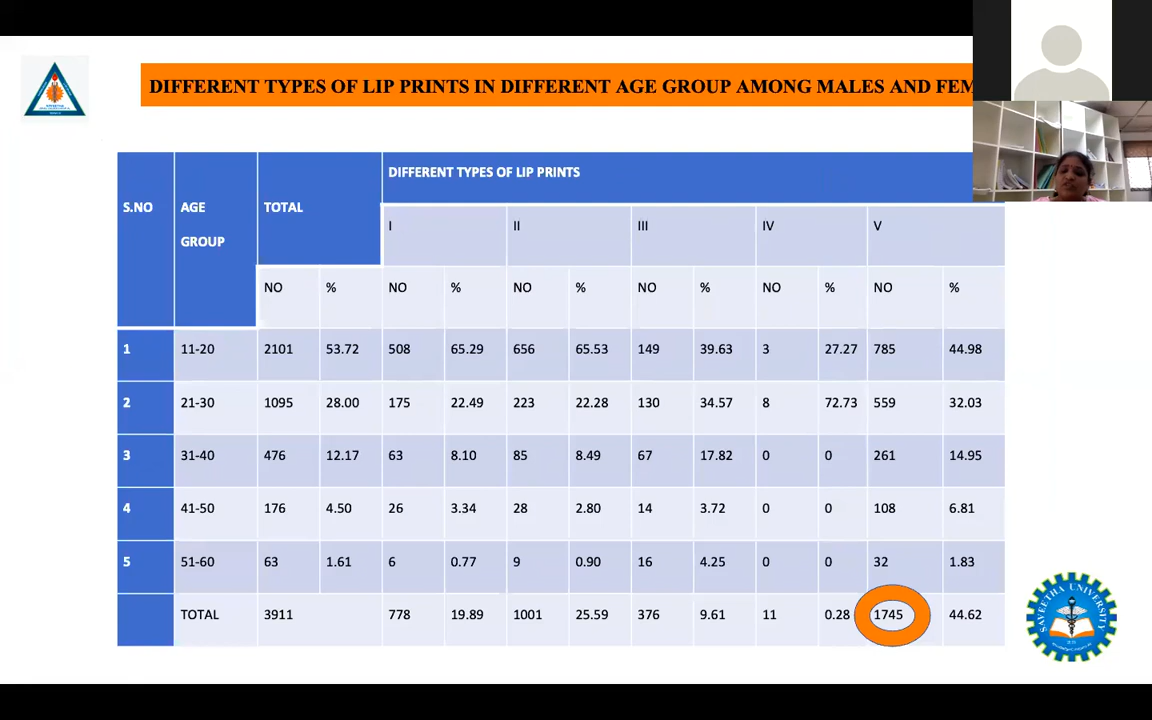 DIFFERENT TYPES OF LIP PRINTS IN DIFFERENT AGE GROUP AMONG MALES AND FEM
S.NO AGE GROUP TOTAL DIFFERENT TYPES OF LIP PRINTS
I II III IV V
NO % NO % NO % NO % NO % NO %
1 11-20 2101 53.72 508 65.29 656 65.53 149 39.63 3 27.27 785 44.98
2 21-30 1095 28.00 175 22.49 223 22.28 130 34.57 8 72.73 559 32.03
3 31-40 476 12.17 63 8.10 85 8.49 67 17.82 0 0 261 14.95
4 41-50 176 4.50 26 3.34 28 2.80 14 3.72 0 0 108 6.81
5 51-60 63 1.61 6 0.77 9 0.90 16 4.25 0 0 32 1.83
TOTAL 3911 778 19.89 1001 25.59 376 9.61 11 0.28 1745 44.62
SAVEETHA UNIVERSITY